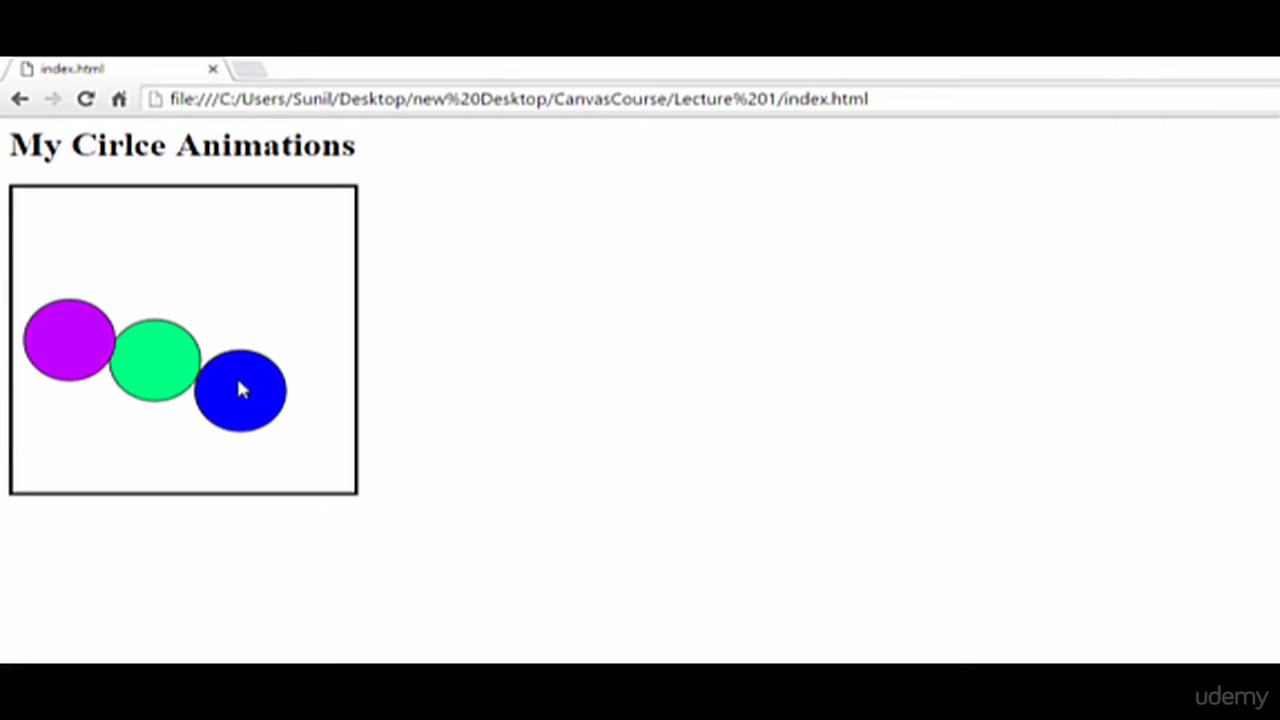 index.html
file:///C:/Users/Sunil/Desktop/new%20Desktop/CanvasCourse/Lecture%201/index.html
My Cirlce Animations
udemy